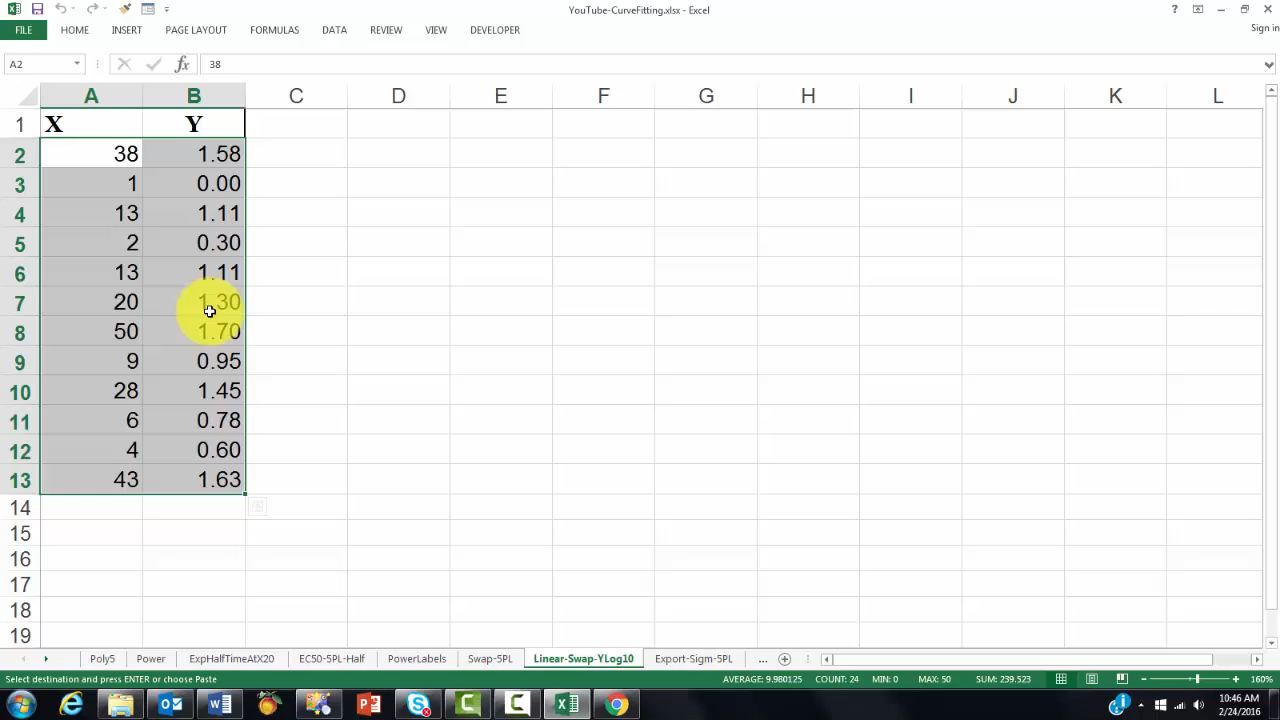 YouTube-CurveFitting.xlsx - Excel
?
FILE HOME INSERT PAGE LAYOUT FORMULAS DATA REVIEW VIEW DEVELOPER Sign in
A2 fx 38
A B C D E F G H I J K L
1 X Y
2 38 1.58
3 1 0.00
4 13 1.11
5 2 0.30
6 13 1.11
7 20 1.30
8 50 1.70
9 9 0.95
10 28 1.45
11 6 0.78
12 4 0.60
13 43 1.63
14
15
16
17
18
19
Poly5 Power ExpHalfTimeAtX20 EC50-5PL-Half PowerLabels Swap-5PL Linear-Swap-YLog10 Export-Sigm-5PL ...
Select destination and press ENTER or choose Paste AVERAGE: 9.980125 COUNT: 24 MIN: 0 MAX: 50 SUM: 239.523 160%
10:46 AM
2/24/2016